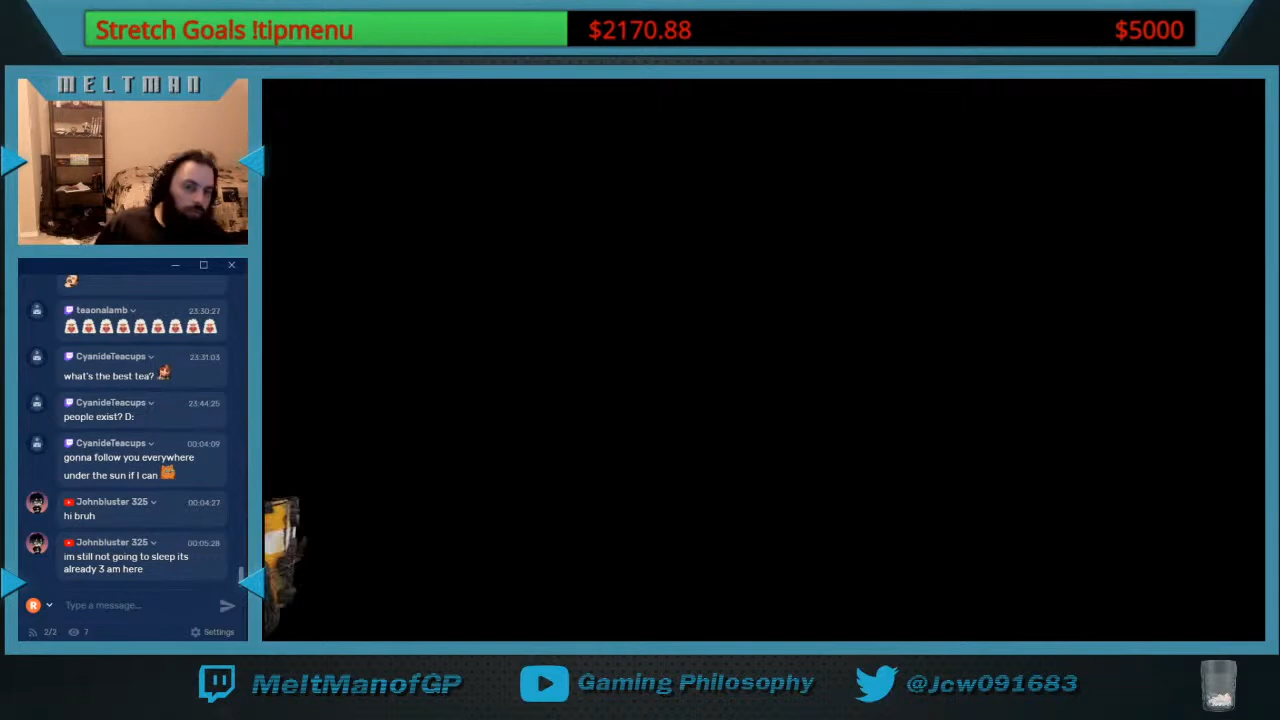 Stretch Goals !tipmenu $2170.88 $5000
MELTMAN
teaonalamb 23:30:27
CyanideTeacups 23:31:03
what's the best tea?
CyanideTeacups 23:44:25
people exist? D:
CyanideTeacups 00:04:09
gonna follow you everywhere
under the sun if I can
Johnbluster 325 00:04:27
hi bruh
Johnbluster 325 00:05:28
im still not going to sleep its
already 3 am here
R Type a message...
2/2 7 Settings
MeltManofGP Gaming Philosophy @Jcw091683